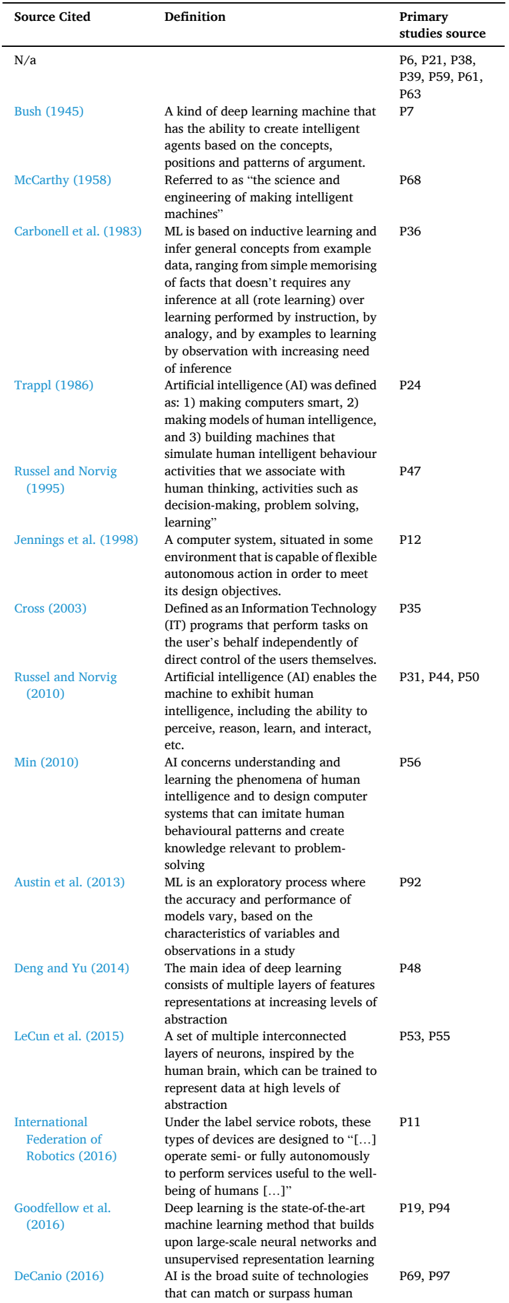 Source Cited Definition Primary
studies source
N/a P6, P21, P38,
P39, P59, P61,
P63
Bush (1945) A kind of deep learning machine that P7
has the ability to create intelligent
agents based on the concepts,
positions and patterns of argument.
McCarthy (1958) Referred to as “the science and P68
engineering of making intelligent
machines”
Carbonell et al. (1983) ML is based on inductive learning and P36
infer general concepts from example
data, ranging from simple memorising
of facts that doesn’t requires any
inference at all (rote learning) over
learning performed by instruction, by
analogy, and by examples to learning
by observation with increasing need
of inference
Trappl (1986) Artificial intelligence (AI) was defined P24
as: 1) making computers smart, 2)
making models of human intelligence,
and 3) building machines that
simulate human intelligent behaviour
Russel and Norvig activities that we associate with P47
(1995) human thinking, activities such as
decision-making, problem solving,
learning”
Jennings et al. (1998) A computer system, situated in some P12
environment that is capable of flexible
autonomous action in order to meet
its design objectives.
Cross (2003) Defined as an Information Technology P35
(IT) programs that perform tasks on
the user’s behalf independently of
direct control of the users themselves.
Russel and Norvig Artificial intelligence (AI) enables the P31, P44, P50
(2010) machine to exhibit human
intelligence, including the ability to
perceive, reason, learn, and interact,
etc.
Min (2010) AI concerns understanding and P56
learning the phenomena of human
intelligence and to design computer
systems that can imitate human
behavioural patterns and create
knowledge relevant to problem-
solving
Austin et al. (2013) ML is an exploratory process where P92
the accuracy and performance of
models vary, based on the
characteristics of variables and
observations in a study
Deng and Yu (2014) The main idea of deep learning P48
consists of multiple layers of features
representations at increasing levels of
abstraction
LeCun et al. (2015) A set of multiple interconnected P53, P55
layers of neurons, inspired by the
human brain, which can be trained to
represent data at high levels of
abstraction
International Under the label service robots, these P11
Federation of types of devices are designed to “[…]
Robotics (2016) operate semi- or fully autonomously
to perform services useful to the well-
being of humans […]”
Goodfellow et al. Deep learning is the state-of-the-art P19, P94
(2016) machine learning method that builds
upon large-scale neural networks and
unsupervised representation learning
DeCanio (2016) AI is the broad suite of technologies P69, P97
that can match or surpass human